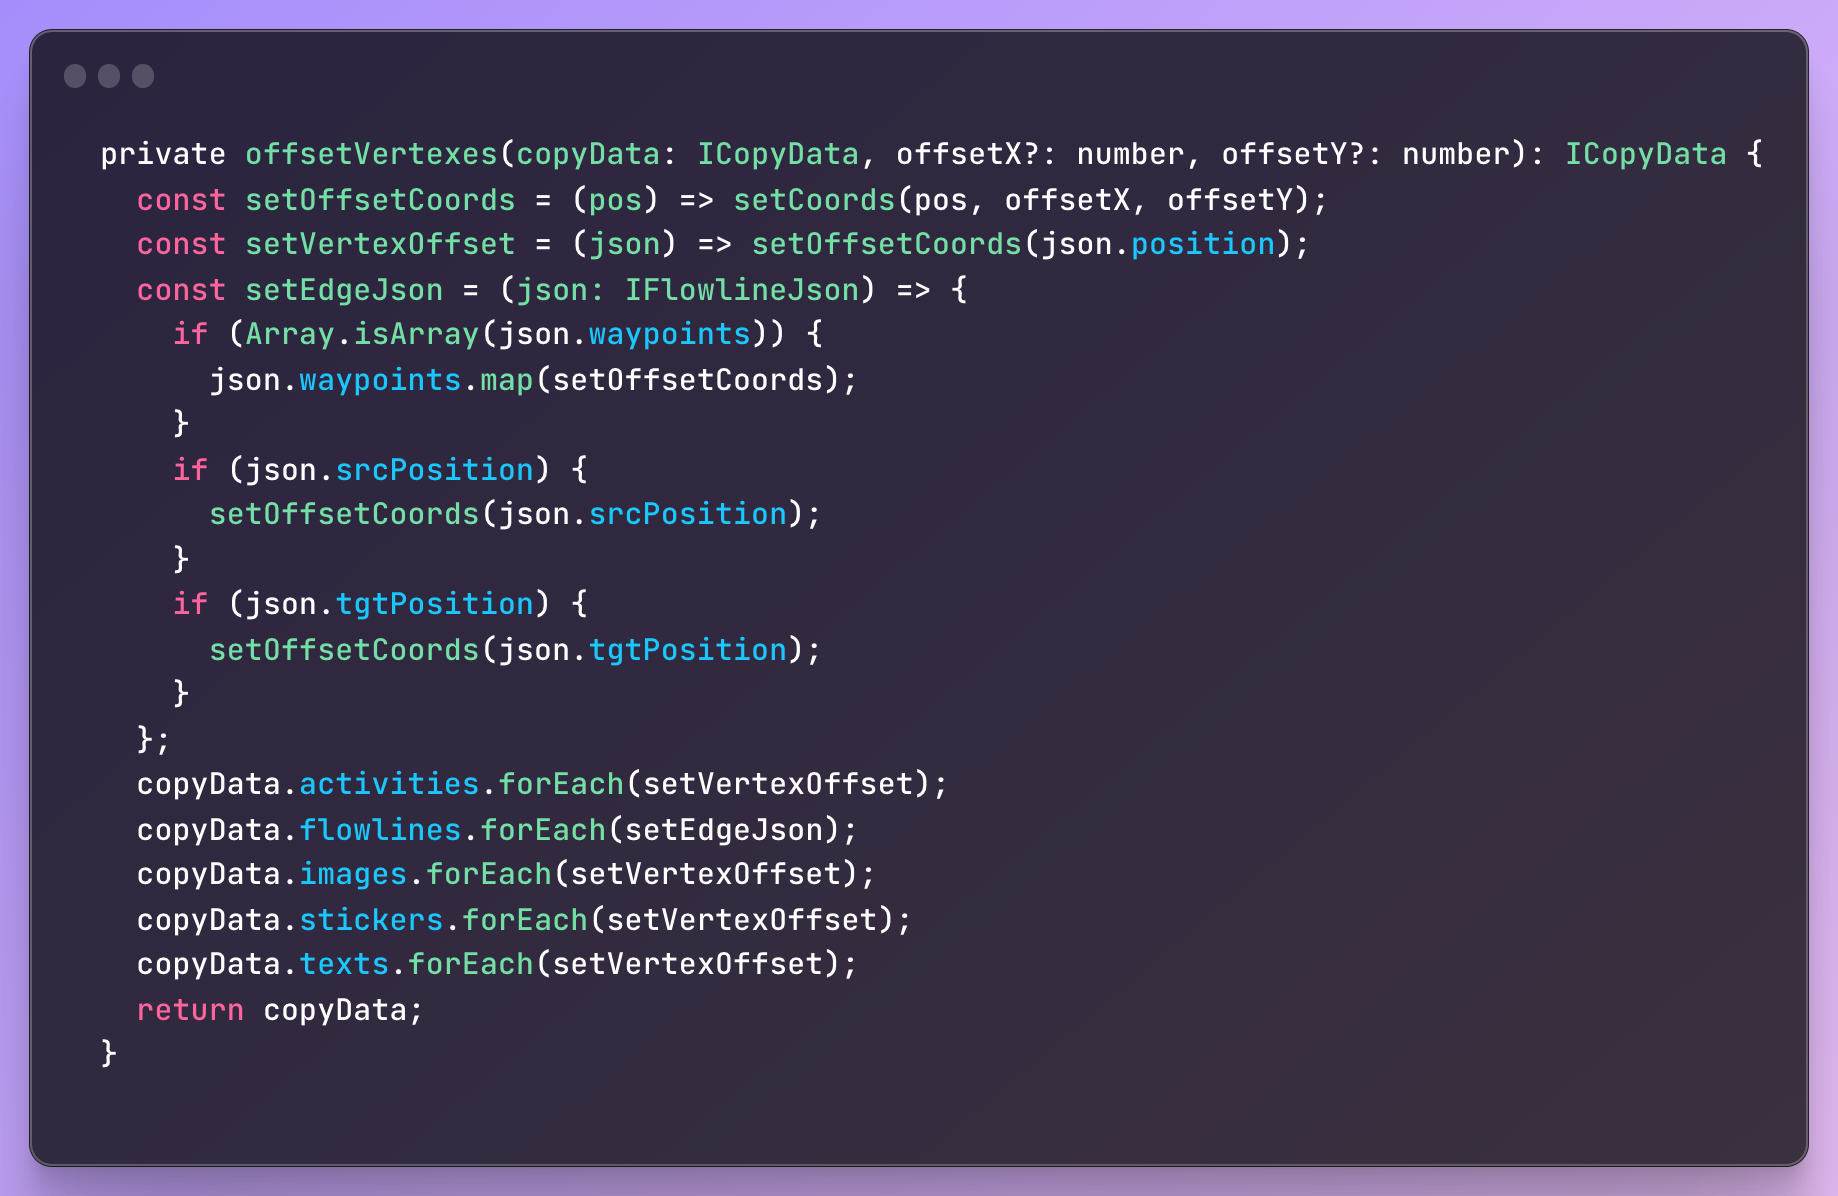 private offsetVertexes(copyData: ICopyData, offsetX?: number, offsetY?: number): ICopyData {
  const setOffsetCoords = (pos) => setCoords(pos, offsetX, offsetY);
  const setVertexOffset = (json) => setOffsetCoords(json.position);
  const setEdgeJson = (json: IFlowlineJson) => {
    if (Array.isArray(json.waypoints)) {
      json.waypoints.map(setOffsetCoords);
    }
    if (json.srcPosition) {
      setOffsetCoords(json.srcPosition);
    }
    if (json.tgtPosition) {
      setOffsetCoords(json.tgtPosition);
    }
  };
  copyData.activities.forEach(setVertexOffset);
  copyData.flowlines.forEach(setEdgeJson);
  copyData.images.forEach(setVertexOffset);
  copyData.stickers.forEach(setVertexOffset);
  copyData.texts.forEach(setVertexOffset);
  return copyData;
}